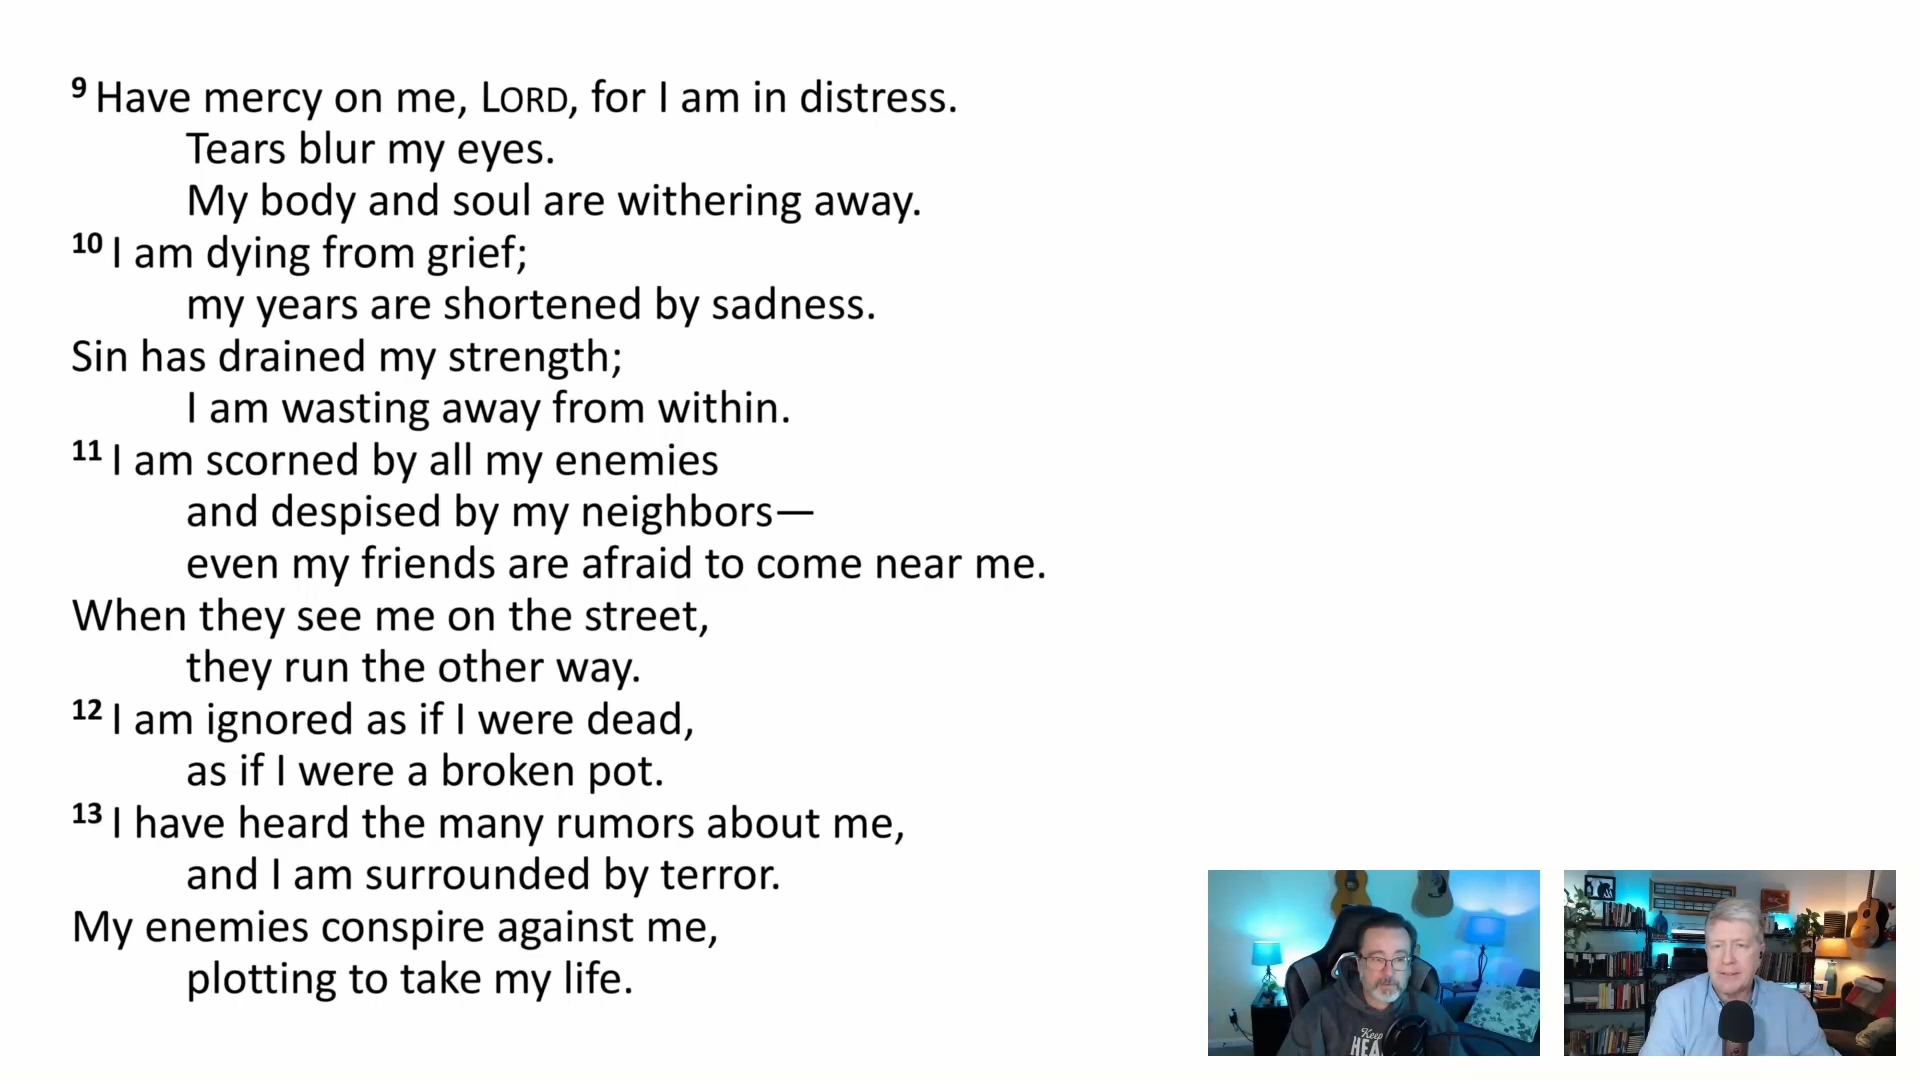 9 Have mercy on me, LORD, for I am in distress.
Tears blur my eyes.
My body and soul are withering away.
10 I am dying from grief;
my years are shortened by sadness.
Sin has drained my strength;
I am wasting away from within.
11 I am scorned by all my enemies
and despised by my neighbors—
even my friends are afraid to come near me.
When they see me on the street,
they run the other way.
12 I am ignored as if I were dead,
as if I were a broken pot.
13 I have heard the many rumors about me,
and I am surrounded by terror.
My enemies conspire against me,
plotting to take my life.
Keep